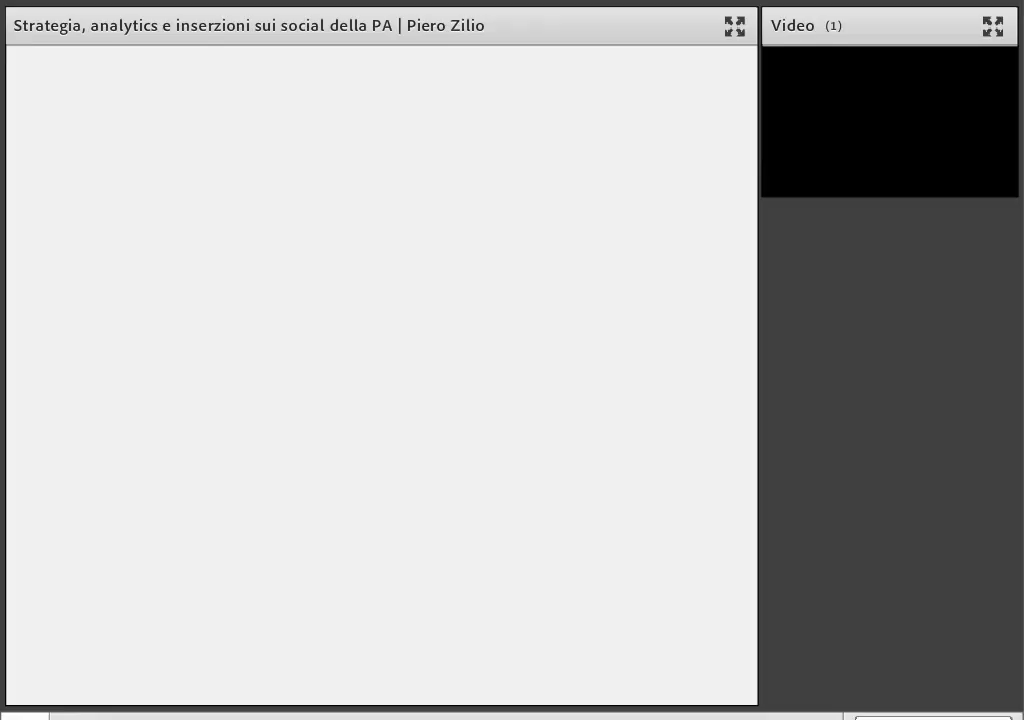 Strategia, analytics e inserzioni sui social della PA | Piero Zilio
Video (1)